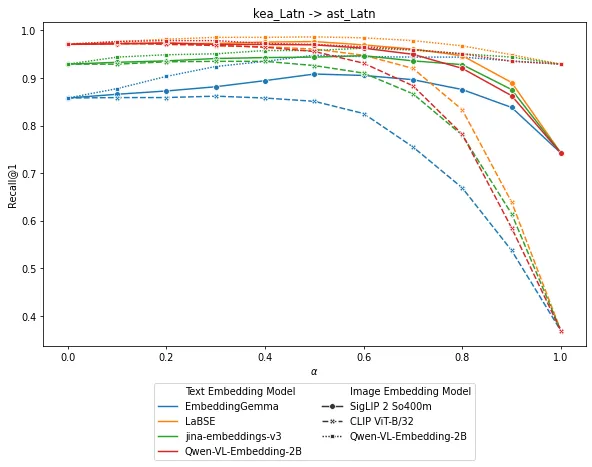 kea_Latn -> ast_Latn
1.0
0.9
0.8
0.7
0.6
0.5
0.4
Recall@1
0.0 0.2 0.4 0.6 0.8 1.0
α
Text Embedding Model Image Embedding Model
EmbeddingGemma SigLIP 2 So400m
LaBSE CLIP ViT-B/32
jina-embeddings-v3 Qwen-VL-Embedding-2B
Qwen-VL-Embedding-2B